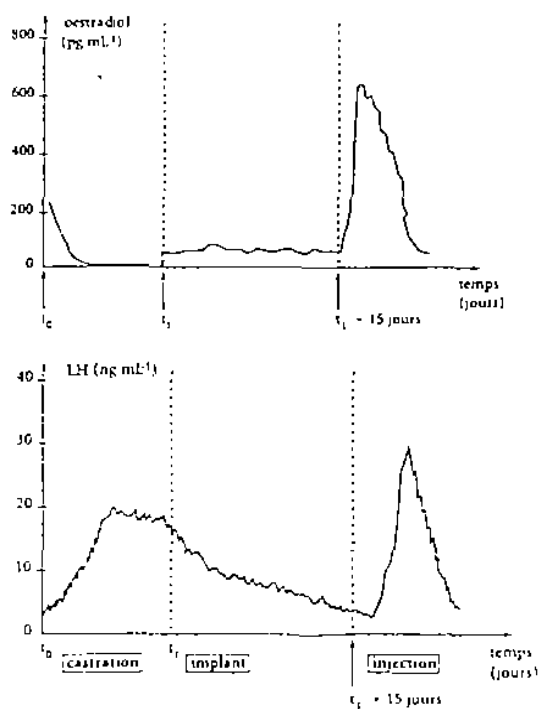 oestradiol
(pg mL-1)
800
600
400
200
0
temps
(jours)
t0
t1
t1 + 15 jours
LH (ng mL-1)
40
30
20
10
0
t0
castration
t1
implant
injection
temps
(jours)
t1 + 15 jours